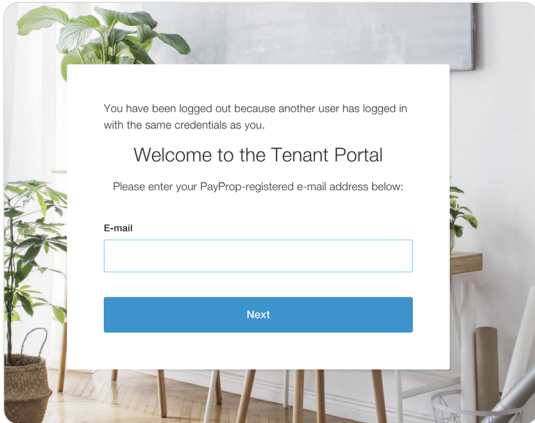 You have been logged out because another user has logged in
with the same credentials as you.
Welcome to the Tenant Portal
Please enter your PayProp-registered e-mail address below:
E-mail
Next